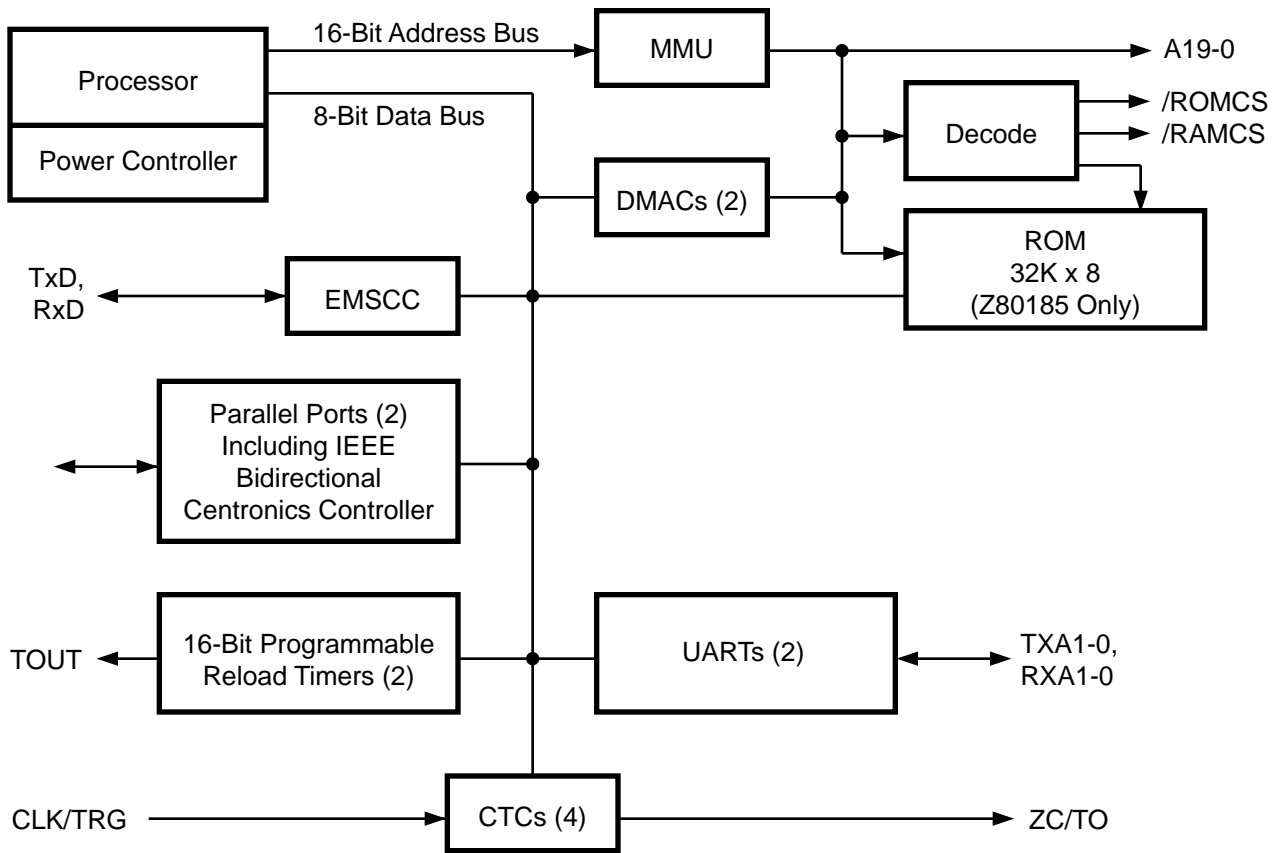 16-Bit Address Bus
MMU
A19-0
Processor
8-Bit Data Bus
Power Controller
Decode
/ROMCS
/RAMCS
DMACs (2)
ROM
32K x 8
(Z80185 Only)
TxD,
RxD
EMSCC
Parallel Ports (2)
Including IEEE
Bidirectional
Centronics Controller
TOUT
16-Bit Programmable
Reload Timers (2)
UARTs (2)
TXA1-0,
RXA1-0
CLK/TRG
CTCs (4)
ZC/TO